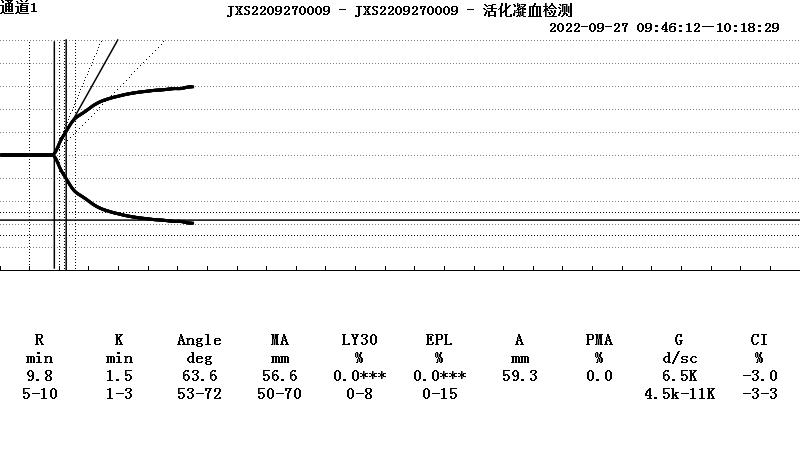 通道1
JXS2209270009 - JXS2209270009 - 活化凝血检测
2022-09-27 09:46:12—10:18:29
R K Angle MA LY30 EPL A PMA G CI
min min deg mm % % mm % d/sc %
9.8 1.5 63.6 56.6 0.0*** 0.0*** 59.3 0.0 6.5K -3.0
5-10 1-3 53-72 50-70 0-8 0-15 4.5k-11K -3-3